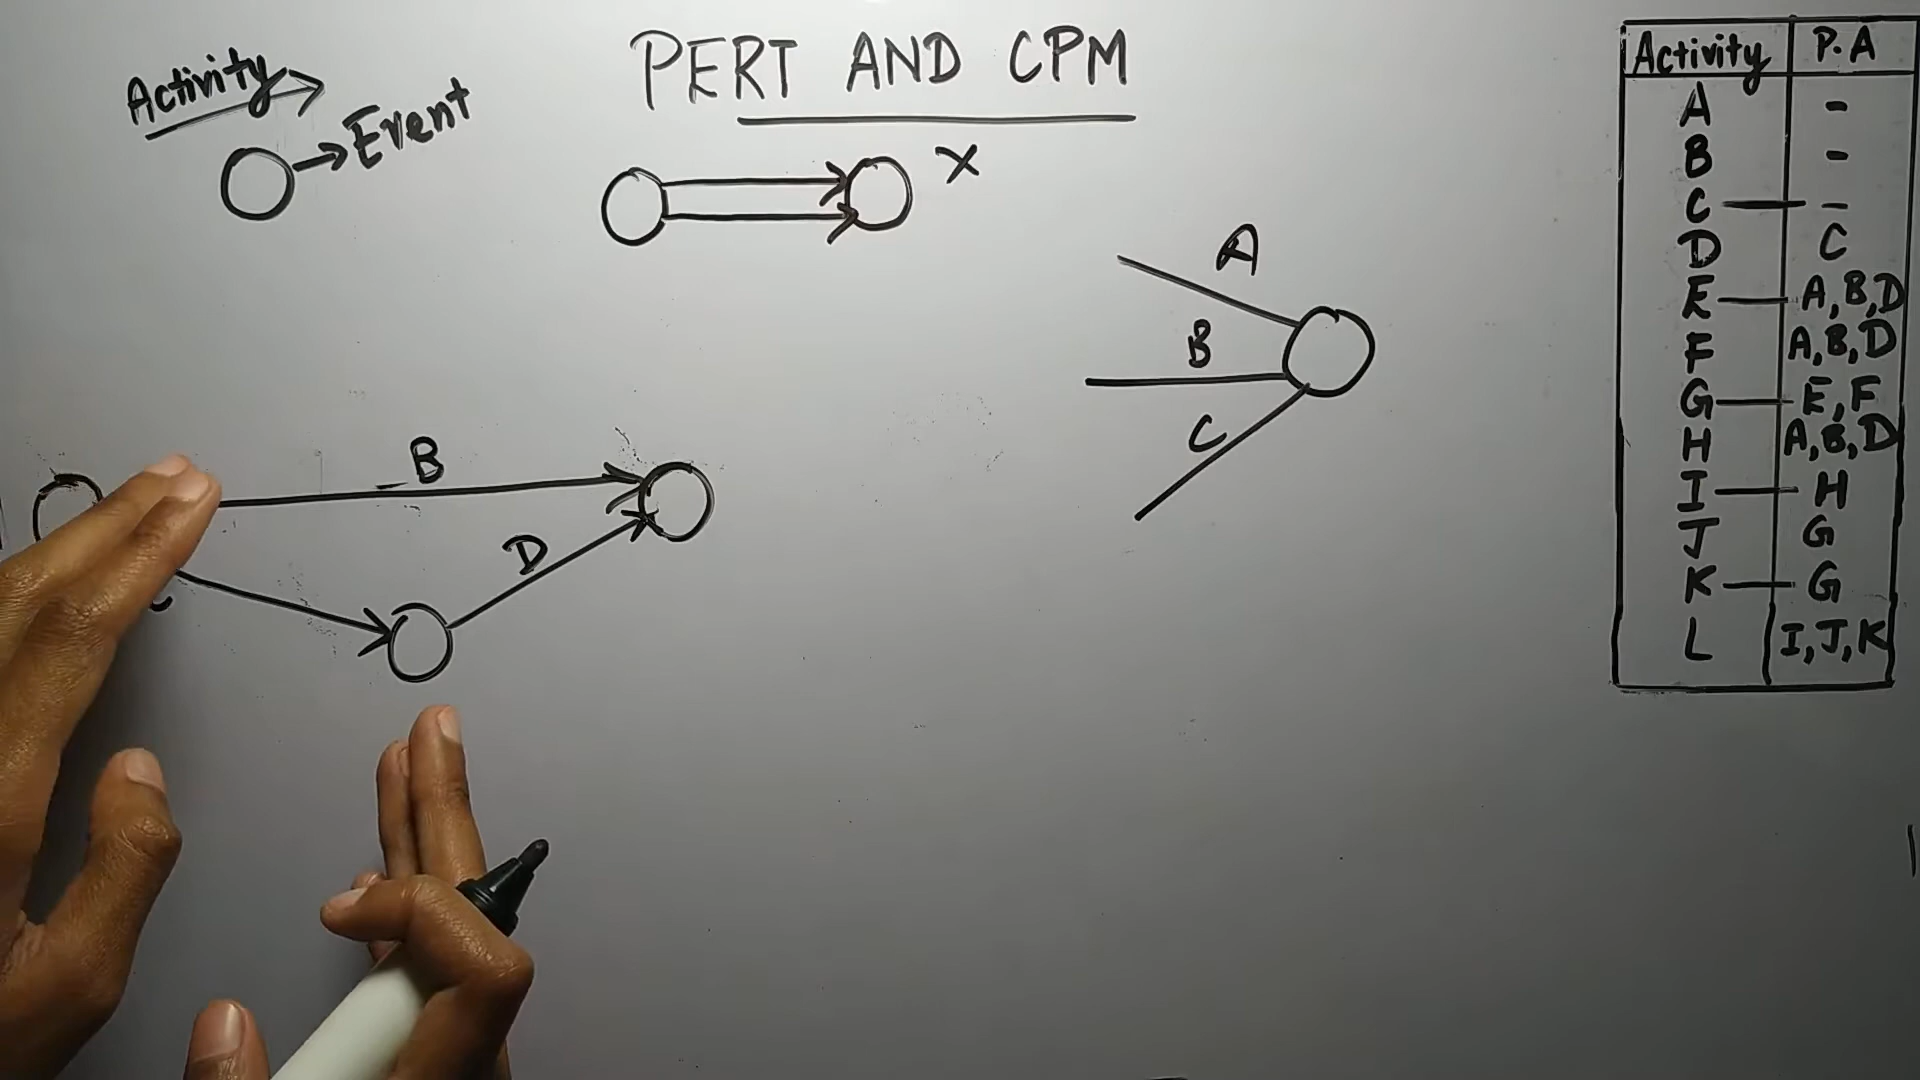 PERT AND CPM
Activity
Event
X
A
B
C
B
D
Activity P.A
A -
B -
C -
D C
E A, B, D
F A, B, D
G E, F
H A, B, D
I H
J G
K G
L I, J, K